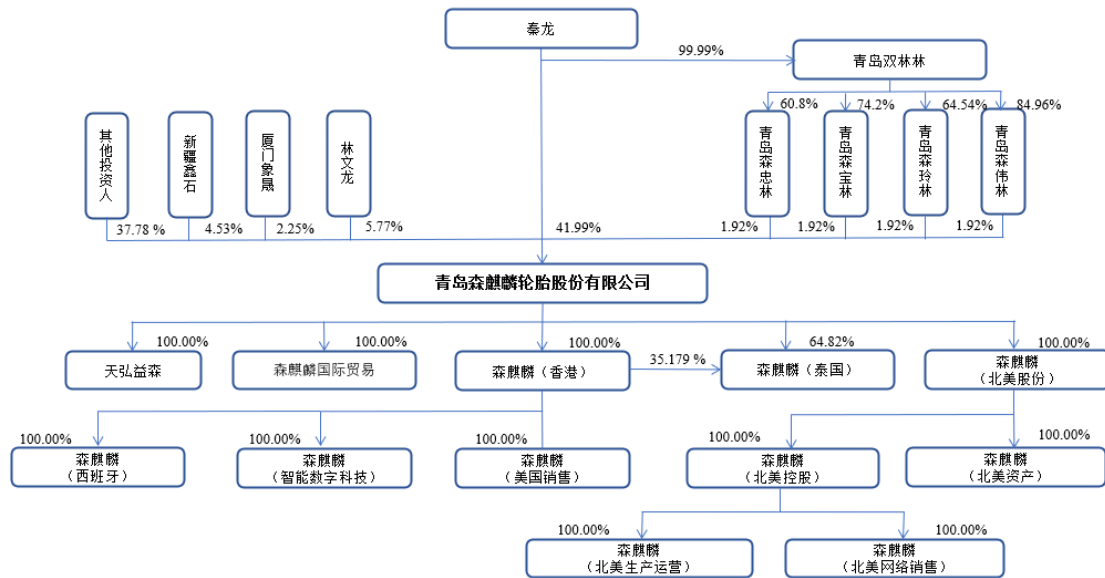 秦龙
99.99%
青岛双林林
60.8%
74.2%
64.54%
84.96%
其他投资人
新疆鑫石
厦门象晟
林文龙
青岛森忠林
青岛森宝林
青岛森玲林
青岛森伟林
37.78 %
4.53%
2.25%
5.77%
41.99%
1.92%
1.92%
1.92%
1.92%
青岛森麒麟轮胎股份有限公司
100.00%
100.00%
100.00%
64.82%
100.00%
天弘益森
森麒麟国际贸易
森麒麟（香港）
35.179 %
森麒麟（泰国）
森麒麟
（北美股份）
100.00%
100.00%
100.00%
100.00%
100.00%
森麒麟
（西班牙）
森麒麟
（智能数字科技）
森麒麟
（美国销售）
森麒麟
（北美控股）
森麒麟
（北美资产）
100.00%
100.00%
森麒麟
（北美生产运营）
森麒麟
（北美网络销售）